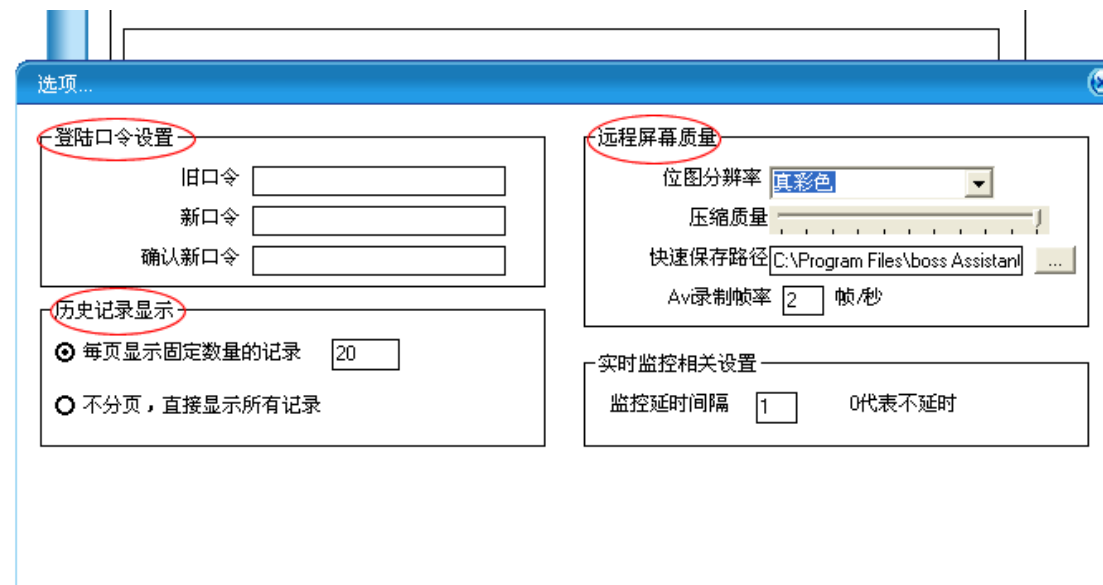 选项...
登陆口令设置
旧口令
新口令
确认新口令
历史记录显示
每页显示固定数量的记录 20
不分页，直接显示所有记录
远程屏幕质量
位图分辨率 真彩色
压缩质量
快速保存路径 C:\Program Files\boss Assistant ...
Avi录制帧率 2 帧/秒
实时监控相关设置
监控延时间隔 1 0代表不延时